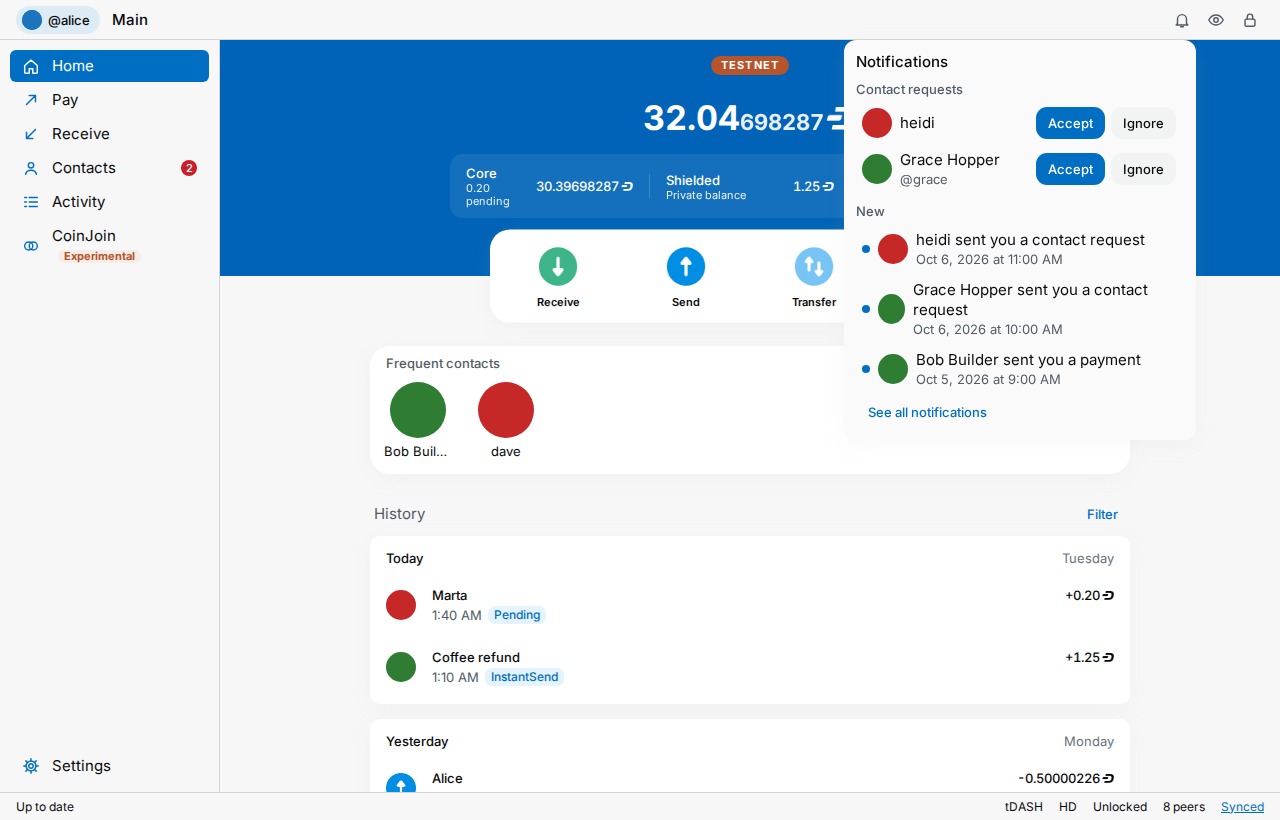 @alice
Main
Home
Pay
Receive
Contacts
2
Activity
CoinJoin
Experimental
Settings
TESTNET
32.04698287
Core
0.20
pending
30.39698287
Shielded
Private balance
1.25
Receive
Send
Transfer
Frequent contacts
Bob Buil...
dave
History
Filter
Today
Tuesday
Marta
+0.20
1:40 AM
Pending
Coffee refund
+1.25
1:10 AM
InstantSend
Yesterday
Monday
Alice
-0.50000226
Notifications
Contact requests
heidi
Accept
Ignore
Grace Hopper
@grace
Accept
Ignore
New
heidi sent you a contact request
Oct 6, 2026 at 11:00 AM
Grace Hopper sent you a contact
request
Oct 6, 2026 at 10:00 AM
Bob Builder sent you a payment
Oct 5, 2026 at 9:00 AM
See all notifications
Up to date
tDASH
HD
Unlocked
8 peers
Synced